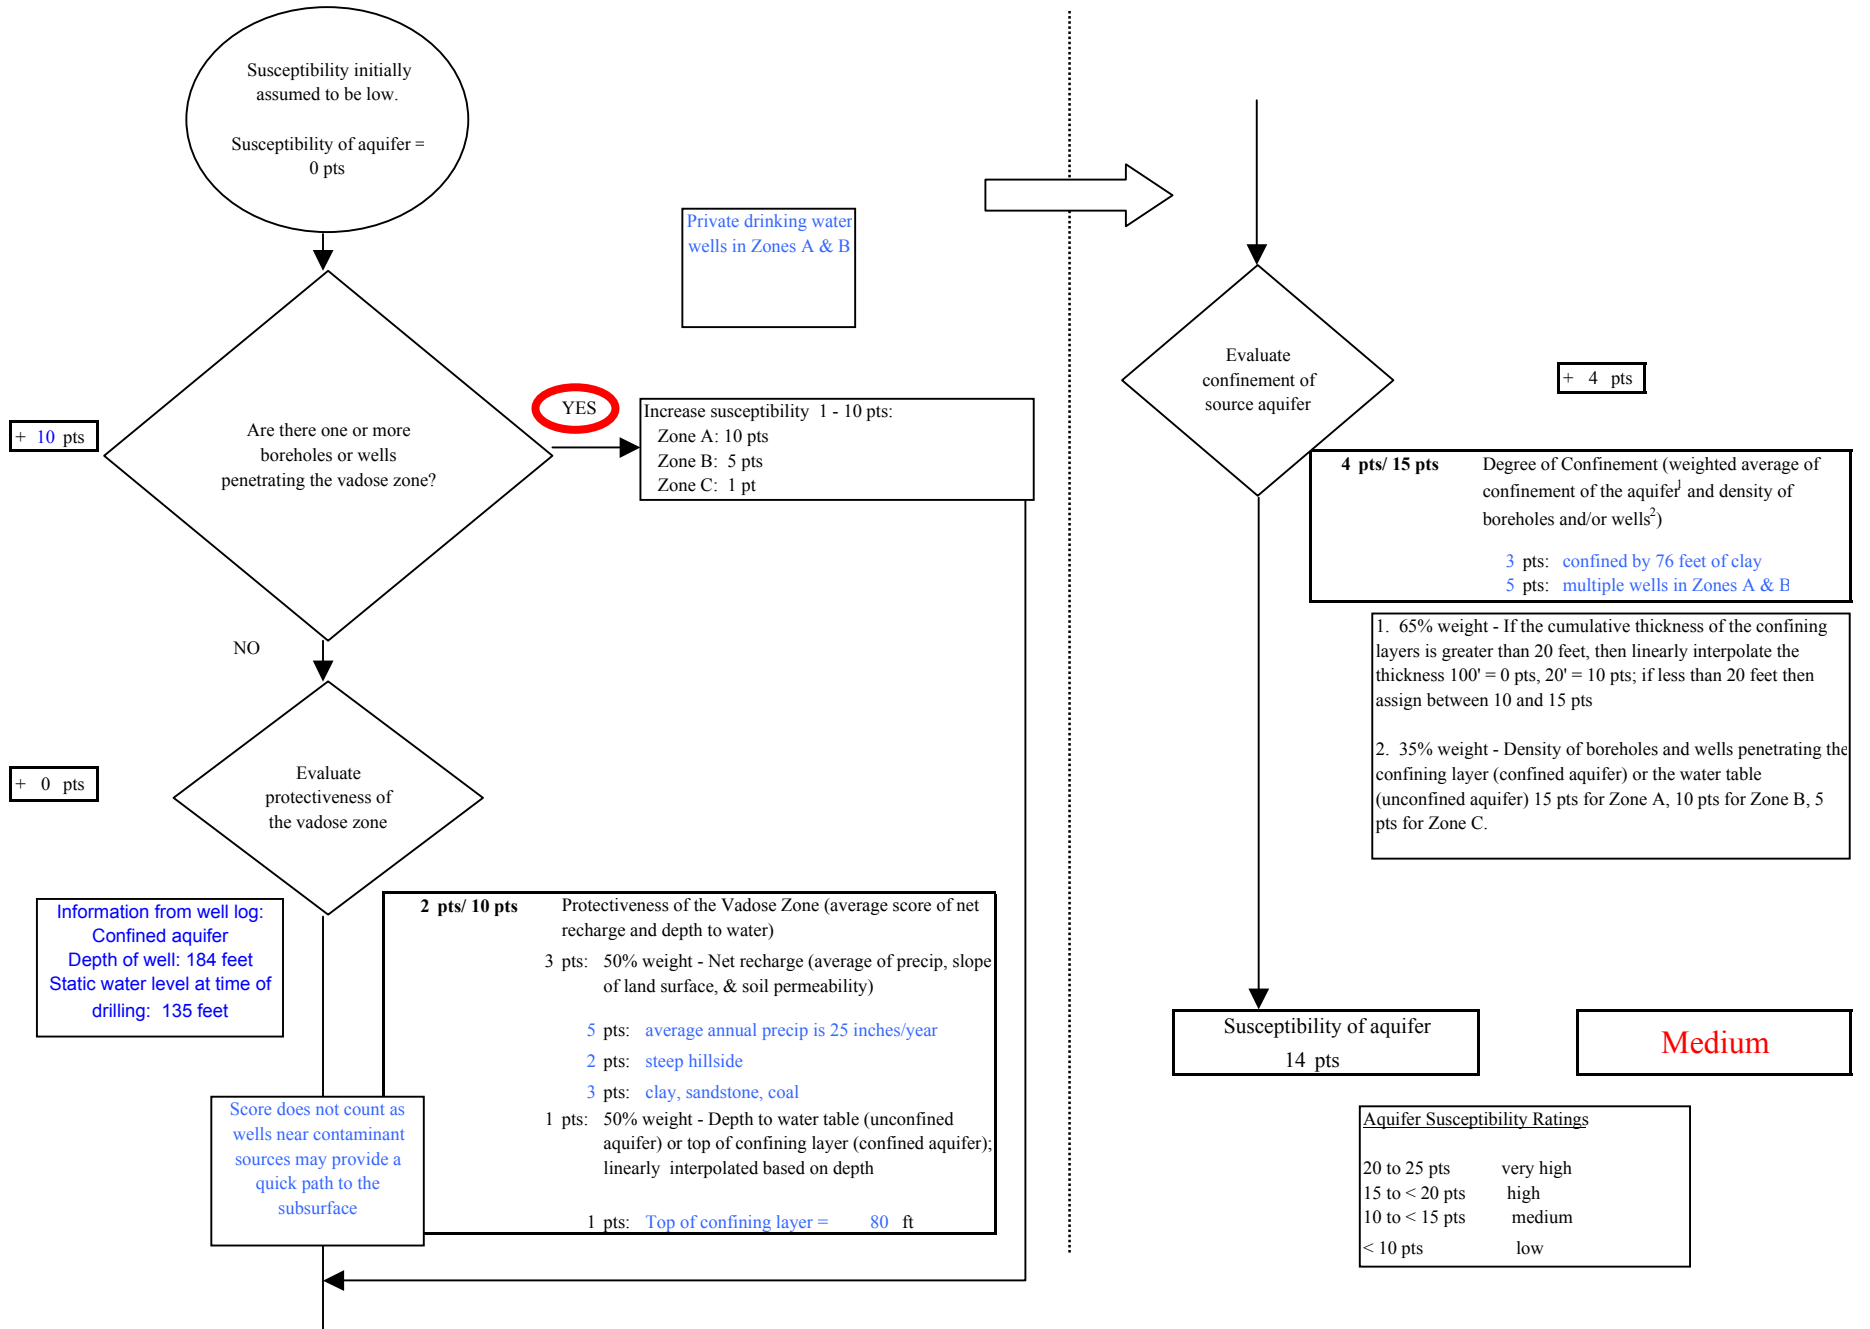 Susceptibility initially
assumed to be low.
Susceptibility of aquifer =
0 pts
Private drinking water
wells in Zones A & B
+ 10 pts
Are there one or more
boreholes or wells
penetrating the vadose zone?
YES
Increase susceptibility 1 - 10 pts:
Zone A: 10 pts
Zone B: 5 pts
Zone C: 1 pt
NO
+ 0 pts
Evaluate
protectiveness of
the vadose zone
Information from well log:
Confined aquifer
Depth of well: 184 feet
Static water level at time of
drilling: 135 feet
2 pts/ 10 pts Protectiveness of the Vadose Zone (average score of net
recharge and depth to water)
3 pts: 50% weight - Net recharge (average of precip, slope
of land surface, & soil permeability)
5 pts: average annual precip is 25 inches/year
2 pts: steep hillside
3 pts: clay, sandstone, coal
1 pts: 50% weight - Depth to water table (unconfined
aquifer) or top of confining layer (confined aquifer);
linearly interpolated based on depth
1 pts: Top of confining layer = 80 ft
Score does not count as
wells near contaminant
sources may provide a
quick path to the
subsurface
Evaluate
confinement of
source aquifer
+ 4 pts
4 pts/ 15 pts Degree of Confinement (weighted average of
confinement of the aquifer1 and density of
boreholes and/or wells2)
3 pts: confined by 76 feet of clay
5 pts: multiple wells in Zones A & B
1. 65% weight - If the cumulative thickness of the confining
layers is greater than 20 feet, then linearly interpolate the
thickness 100' = 0 pts, 20' = 10 pts; if less than 20 feet then
assign between 10 and 15 pts
2. 35% weight - Density of boreholes and wells penetrating the
confining layer (confined aquifer) or the water table
(unconfined aquifer) 15 pts for Zone A, 10 pts for Zone B, 5
pts for Zone C.
Susceptibility of aquifer
14 pts
Medium
Aquifer Susceptibility Ratings
20 to 25 pts very high
15 to < 20 pts high
10 to < 15 pts medium
< 10 pts low